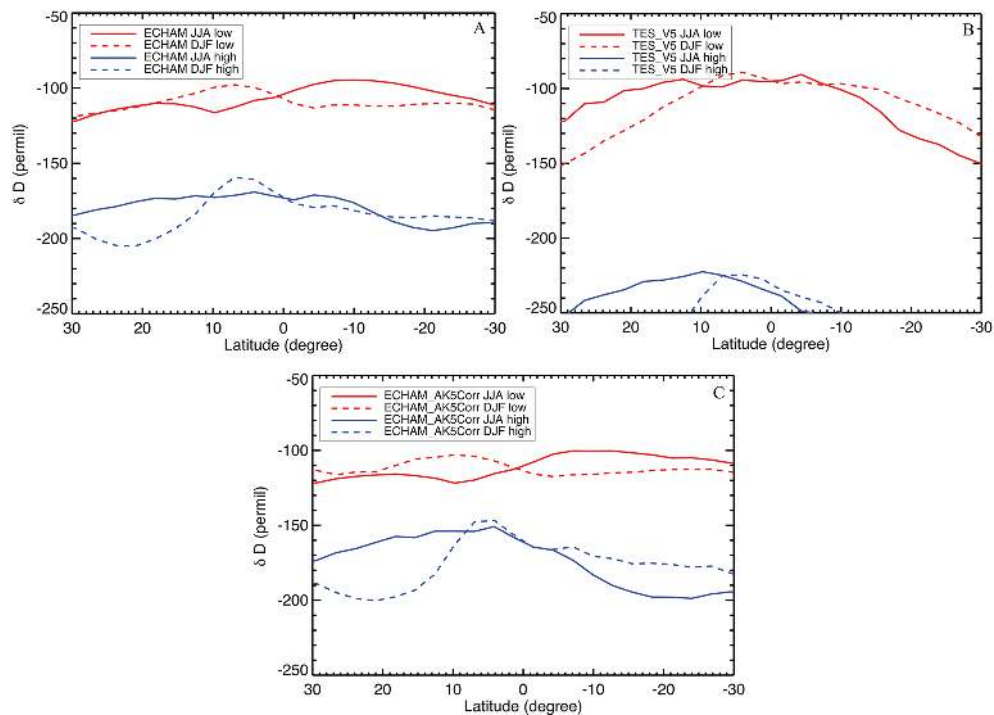 A
ECHAM JJA low
ECHAM DJF low
ECHAM JJA high
ECHAM DJF high
-50
-100
-150
-200
-250
δ D (permil)
30 20 10 0 -10 -20 -30
Latitude (degree)
B
TES_V5 JJA low
TES_V5 DJF low
TES_V5 JJA high
TES_V5 DJF high
-50
-100
-150
-200
-250
δ D (permil)
30 20 10 0 -10 -20 -30
Latitude (degree)
C
ECHAM_AK5Corr JJA low
ECHAM_AK5Corr DJF low
ECHAM_AK5Corr JJA high
ECHAM_AK5Corr DJF high
-50
-100
-150
-200
-250
δ D (permil)
30 20 10 0 -10 -20 -30
Latitude (degree)